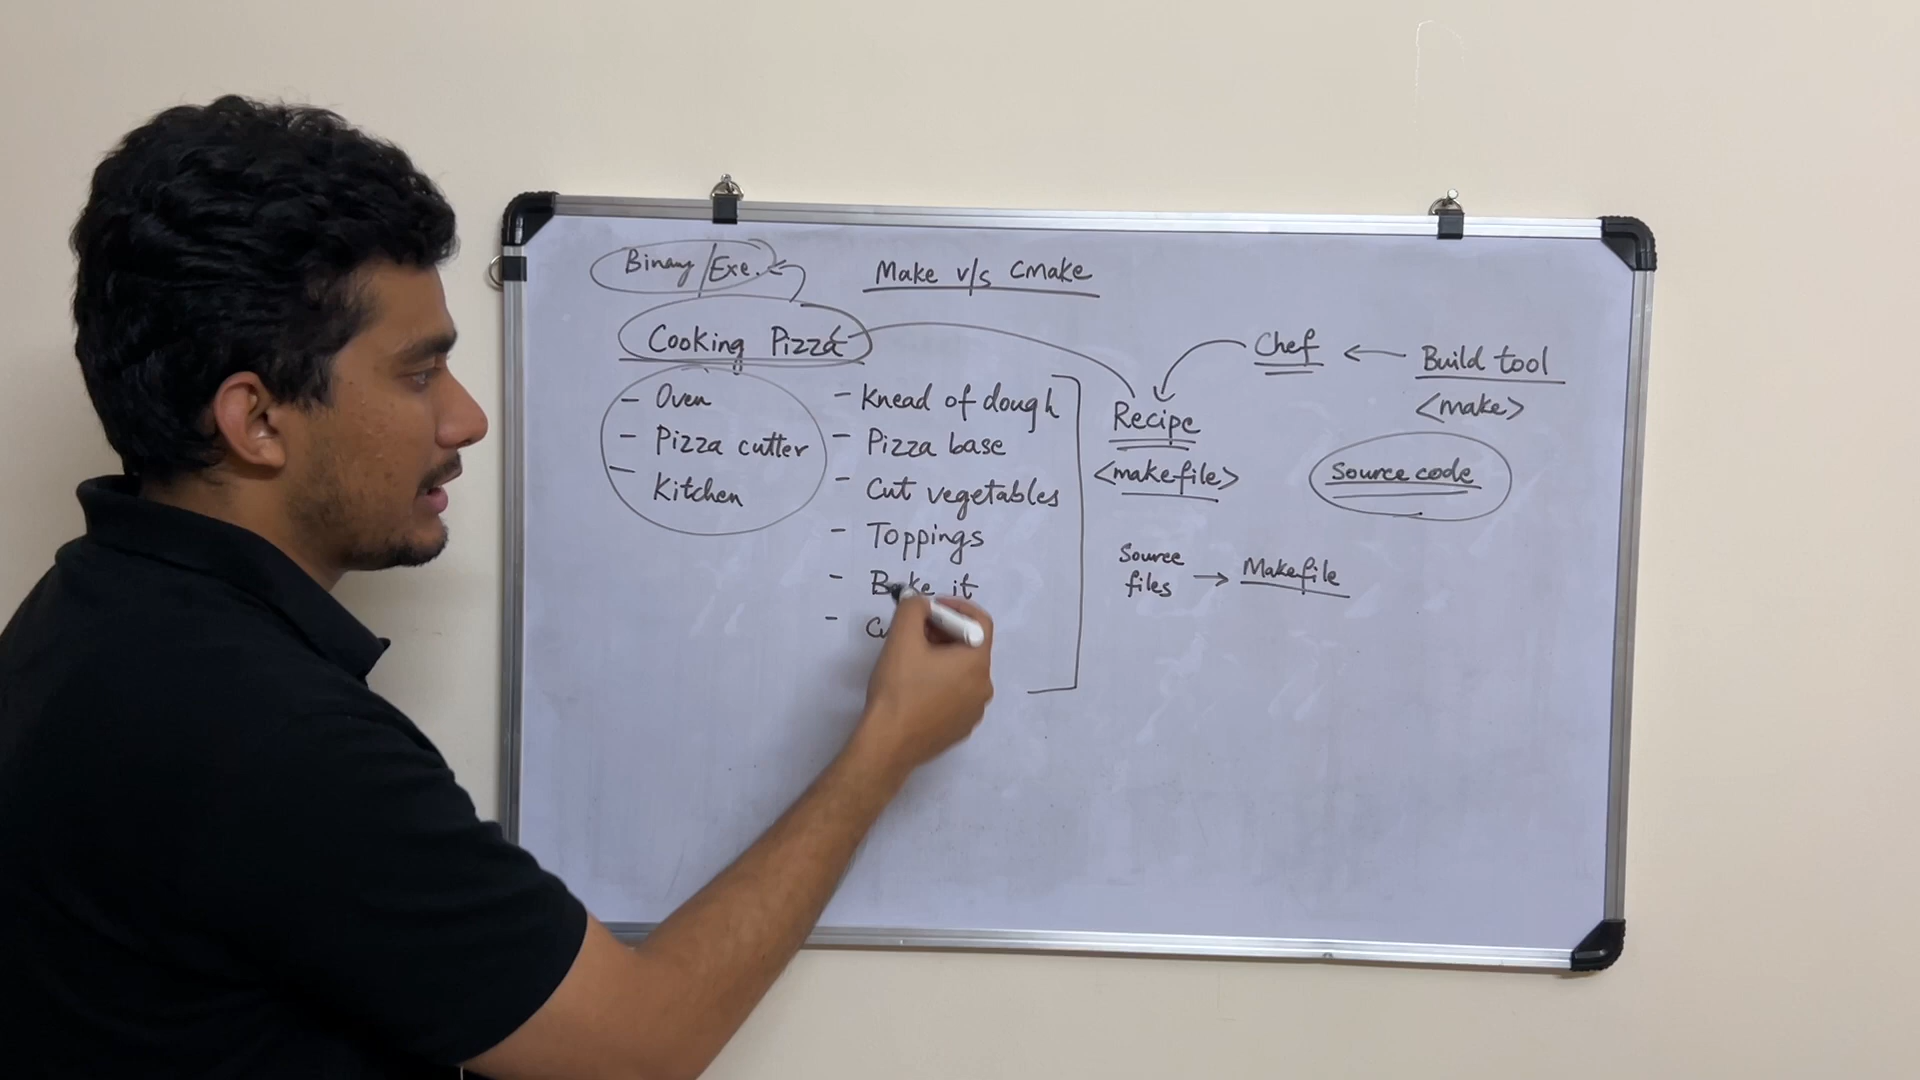 Binary/Exe.
Make v/s Cmake
Cooking Pizza
- Oven
- Pizza cutter
- Kitchen
- Knead of dough
- Pizza base
- Cut vegetables
- Toppings
- Bake it
-
Recipe
<makefile>
Chef
Build tool
<make>
Source code
Source
files → Makefile